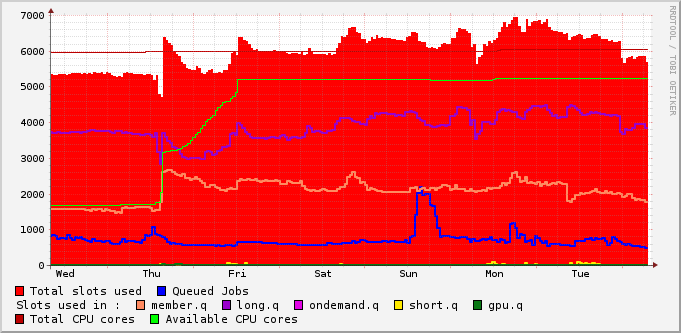 7000
6000
5000
4000
3000
2000
1000
0
Wed Thu Fri Sat Sun Mon Tue
RRDTOOL / TOBI OETIKER
Total slots used Queued Jobs
Slots used in : member.q long.q ondemand.q short.q gpu.q
Total CPU cores Available CPU cores